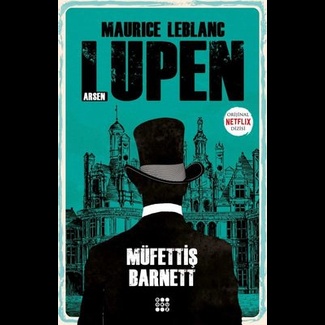 MAURICE LEBLANC
LUPEN
ARSEN
ORİJİNAL
NETFLIX
DİZİSİ
MÜFETTİŞ
BARNETT